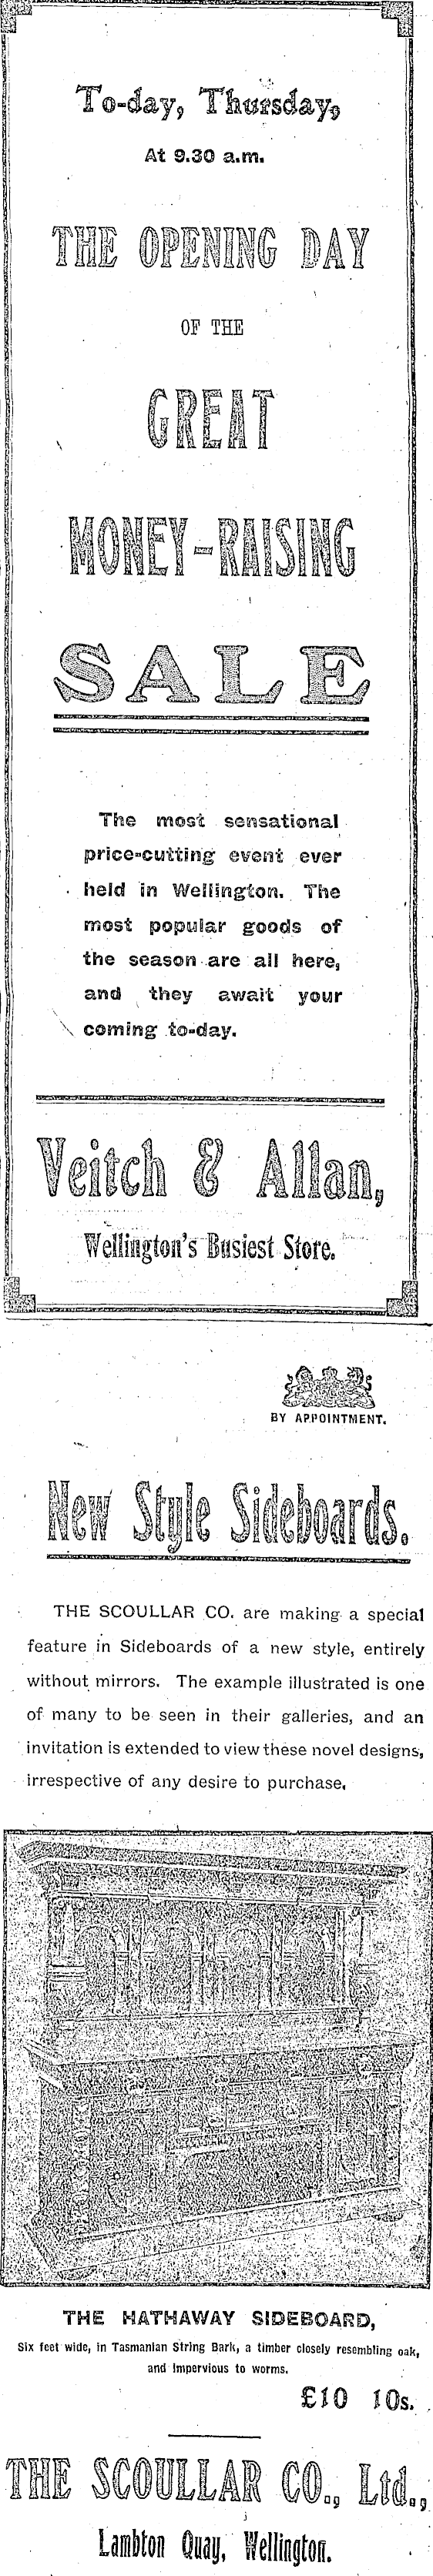 To-day, Thursday,
At 9.30 a.m.
THE OPENING DAY
OF THE
GREAT
MONEY-RAISING
SALE
The most sensational
price-cutting event ever
held in Wellington. The
most popular goods of
the season are all here,
and they await your
coming to-day.
Veitch & Allan,
Wellington's Busiest Store.
BY APPOINTMENT.
New Style Sideboards.
THE SCOULLAR CO. are making a special
feature in Sideboards of a new style, entirely
without mirrors. The example illustrated is one
of many to be seen in their galleries, and an
invitation is extended to view these novel designs,
irrespective of any desire to purchase.
THE HATHAWAY SIDEBOARD,
Six feet wide, in Tasmanian String Bark, a timber closely resembling oak,
and impervious to worms.
£10 10s.
THE SCOULLAR CO., Ltd.,
Lambton Quay, Wellington.